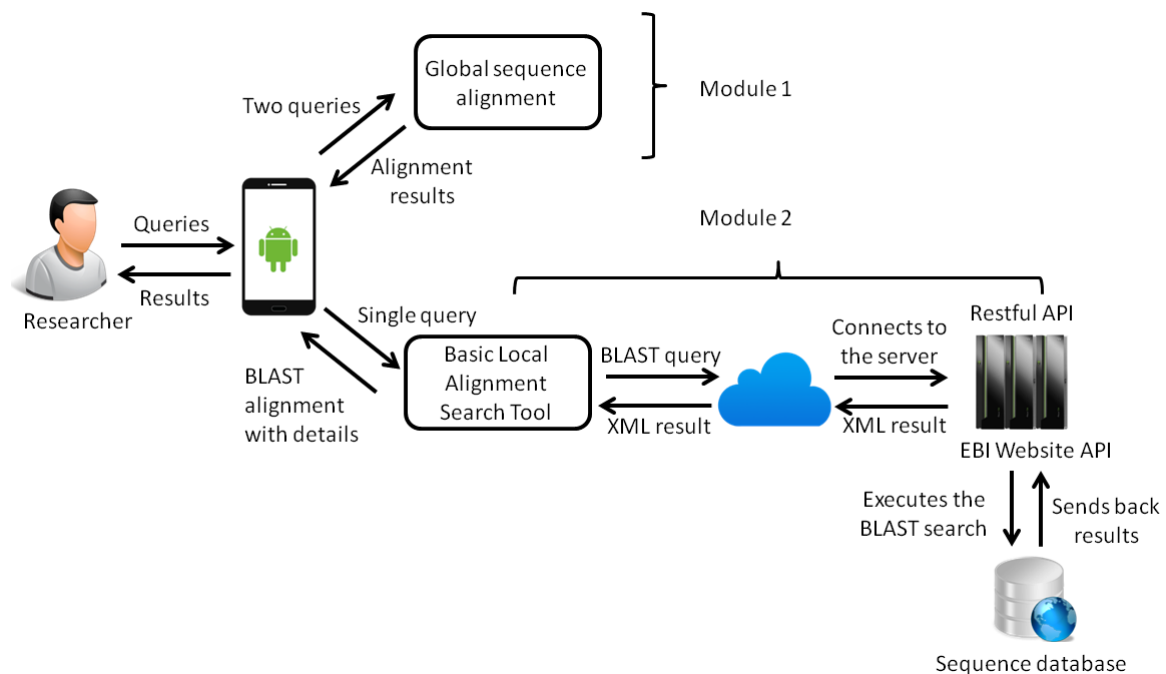 Global sequence
alignment
Module 1
Two queries
Alignment
results
Module 2
Queries
Results
Researcher
Single query
BLAST
alignment
with details
Basic Local
Alignment
Search Tool
BLAST query
XML result
Connects to
the server
XML result
Restful API
EBI Website API
Executes the
BLAST search
Sends back
results
Sequence database